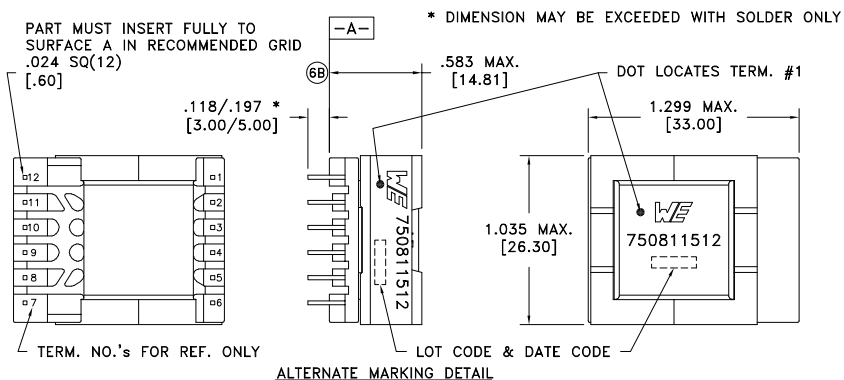 PART MUST INSERT FULLY TO
SURFACE A IN RECOMMENDED GRID
.024 SQ(12)
[.60]
-A-
* DIMENSION MAY BE EXCEEDED WITH SOLDER ONLY
6B
.583 MAX.
[14.81]
DOT LOCATES TERM. #1
.118/.197 *
[3.00/5.00]
1.299 MAX.
[33.00]
12
11
10
9
8
7
1
2
3
4
5
6
WE
750811512
1.035 MAX.
[26.30]
WE
750811512
TERM. NO.'s FOR REF. ONLY
LOT CODE & DATE CODE
ALTERNATE MARKING DETAIL